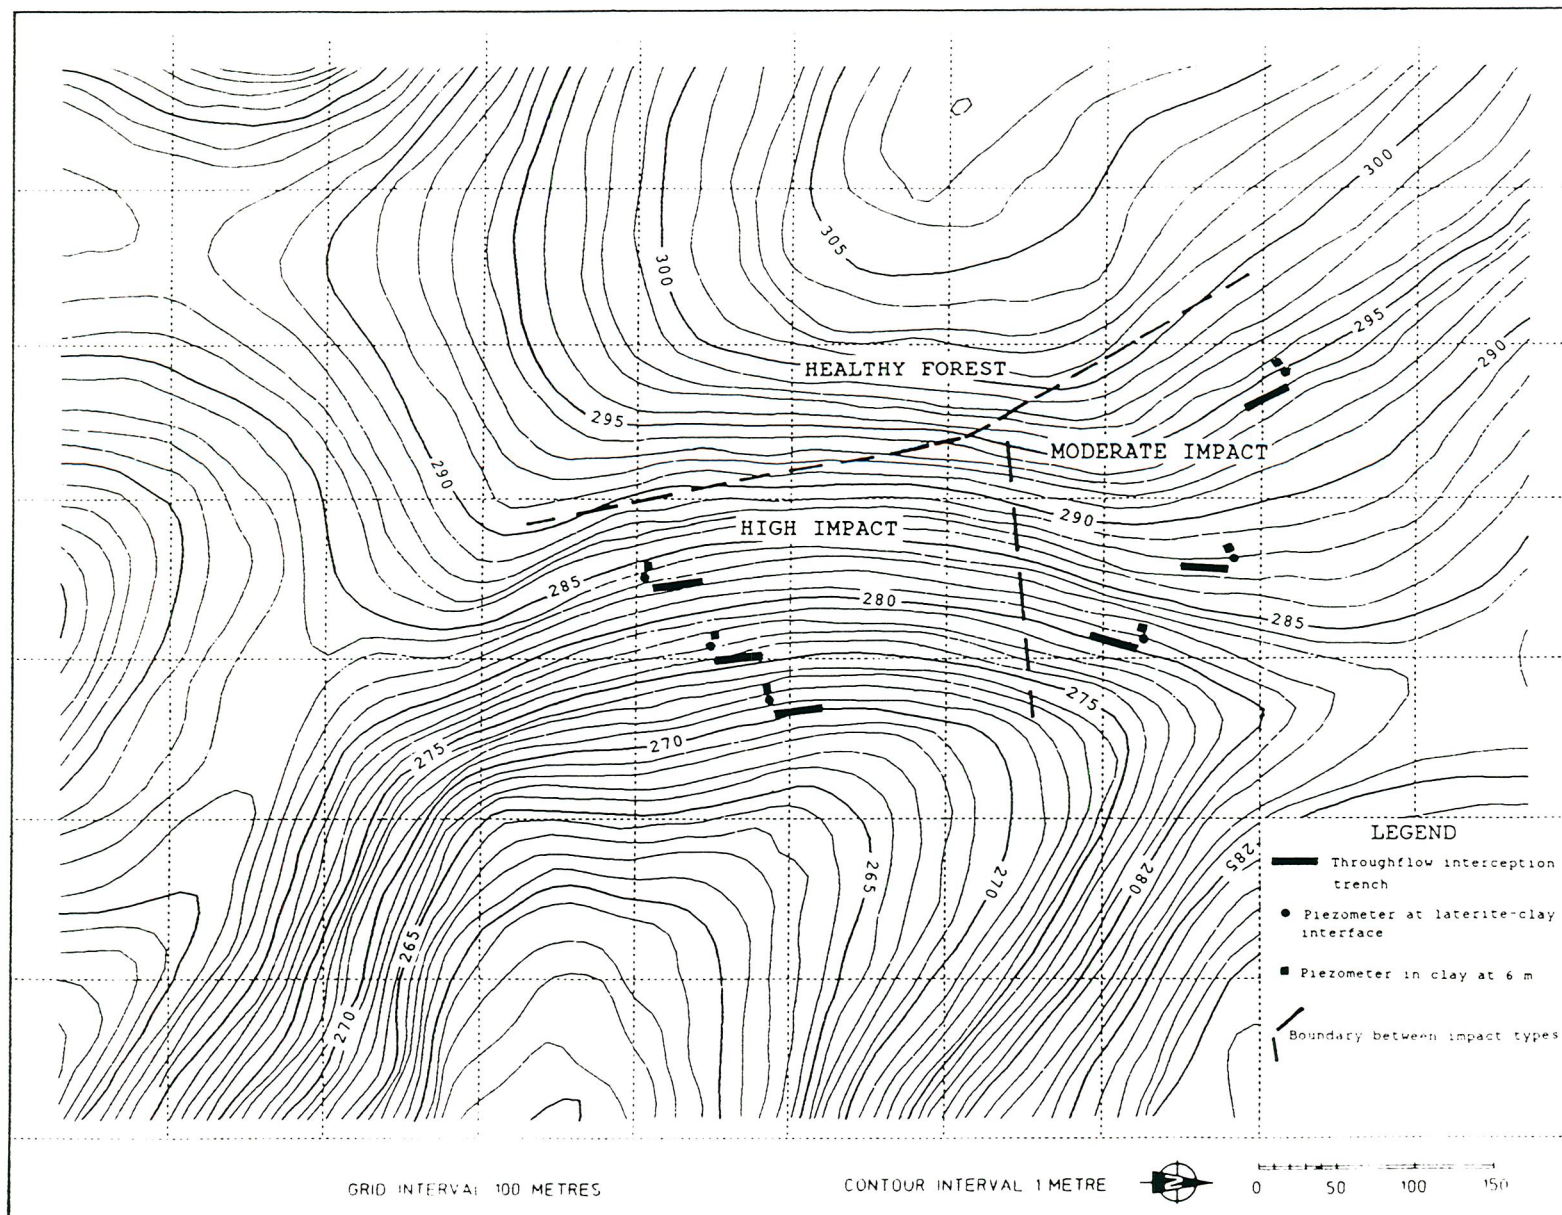 300
305
300
295
290
HEALTHY FOREST
295
MODERATE IMPACT
290
290
HIGH IMPACT
285
280
285
275
270
275
LEGEND
Throughflow interception
trench
Piezometer at laterite-clay
interface
Piezometer in clay at 6 m
Boundary between impact types
285
280
270
265
265
270
GRID INTERVAL 100 METRES
CONTOUR INTERVAL 1 METRE
N
0 50 100 150